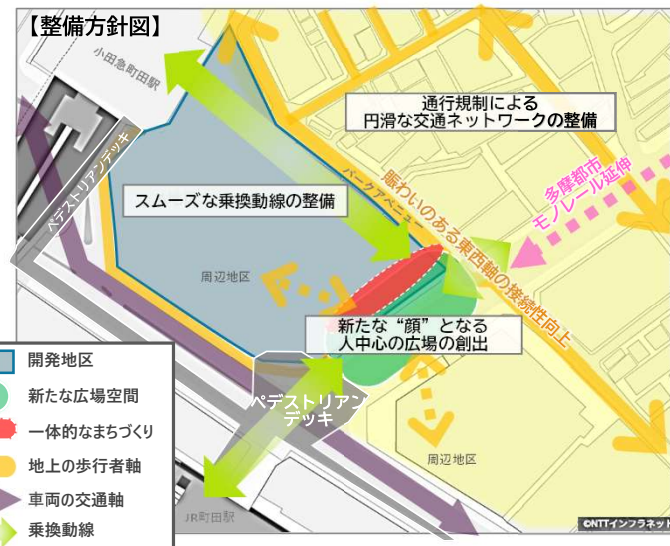 【整備方針図】
小田急町田駅
通行規制による
円滑な交通ネットワークの整備
ペデストリアンデッキ
スムーズな乗換動線の整備
パークアベニュー
賑わいのある東西軸の接続性向上
多摩都市
モノレール延伸
周辺地区
新たな“顔”となる
人中心の広場の創出
開発地区
新たな広場空間
一体的なまちづくり
地上の歩行者軸
車両の交通軸
乗換動線
ペデストリアン
デッキ
周辺地区
JR町田駅
©NTTインフラネット